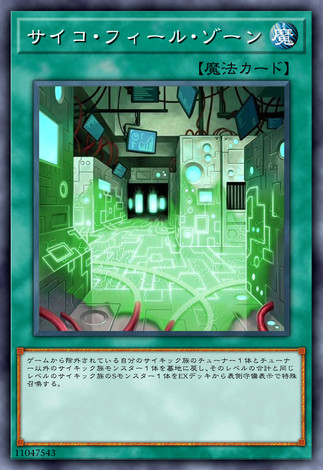 サイコ・フィール・ゾーン
魔
【魔法カード】
ゲームから除外されている自分のサイキック族のチューナー1体とチューナ
ー以外のサイキック族モンスター1体を墓地に戻し、そのレベルの合計と同じ
レベルのサイキック族のSモンスター1体をEXデッキから表側守備表示で特殊
召喚する。
11047543